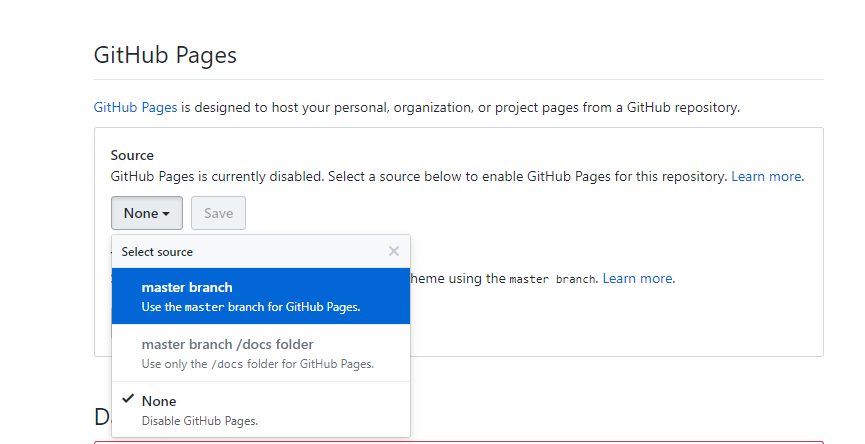 GitHub Pages
GitHub Pages is designed to host your personal, organization, or project pages from a GitHub repository.
Source
GitHub Pages is currently disabled. Select a source below to enable GitHub Pages for this repository. Learn more.
None Save
Select source
master branch
Use the master branch for GitHub Pages.
heme using the master branch. Learn more.
master branch /docs folder
Use only the /docs folder for GitHub Pages.
None
Disable GitHub Pages.
D